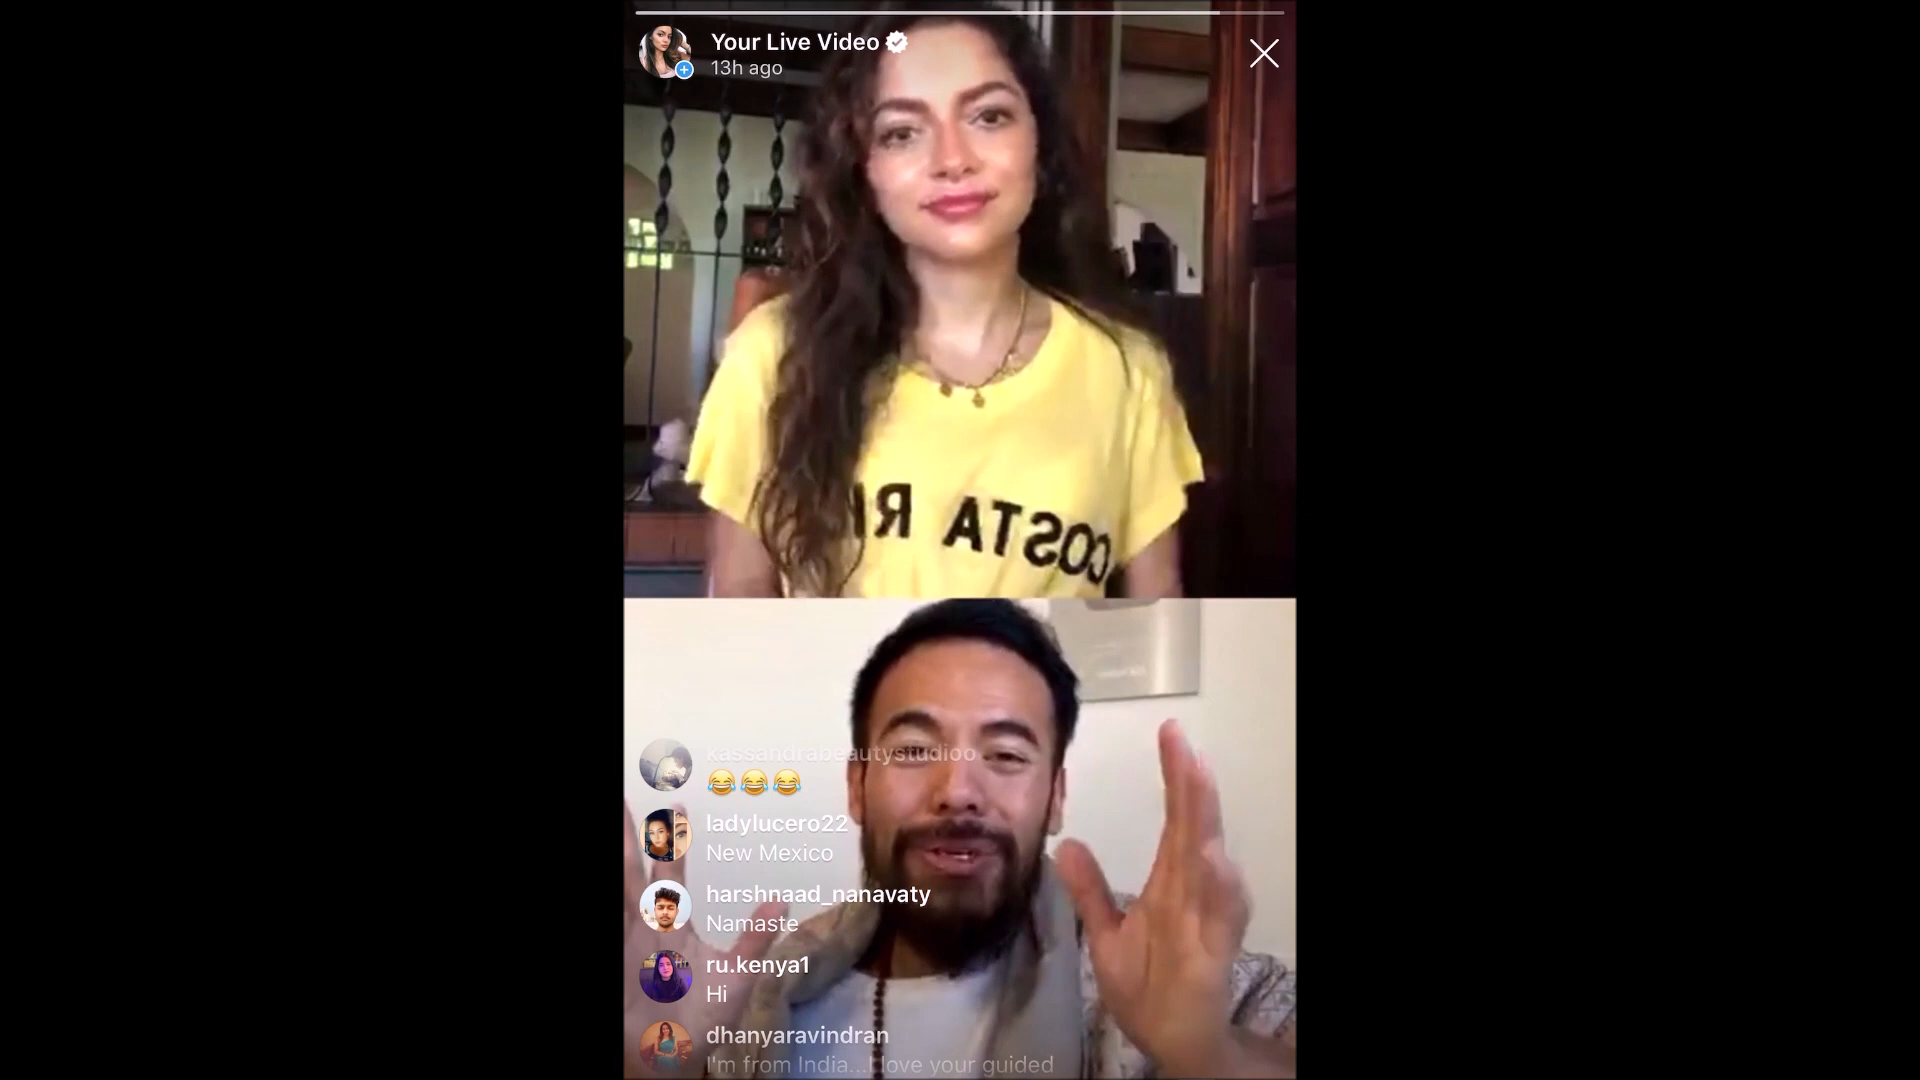 Your Live Video
13h ago
COSTA RI
kassandrabeautystudioo
😂😂😂
ladylucero22
New Mexico
harshnaad_nanavaty
Namaste
ru.kenya1
Hi
dhanyaravindran
I'm from India...I love your guided